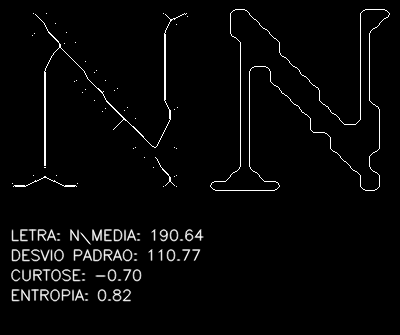 N N
LETRA: N\MEDIA: 190.64
DESVIO PADRAO: 110.77
CURTOSE: -0.70
ENTROPIA: 0.82